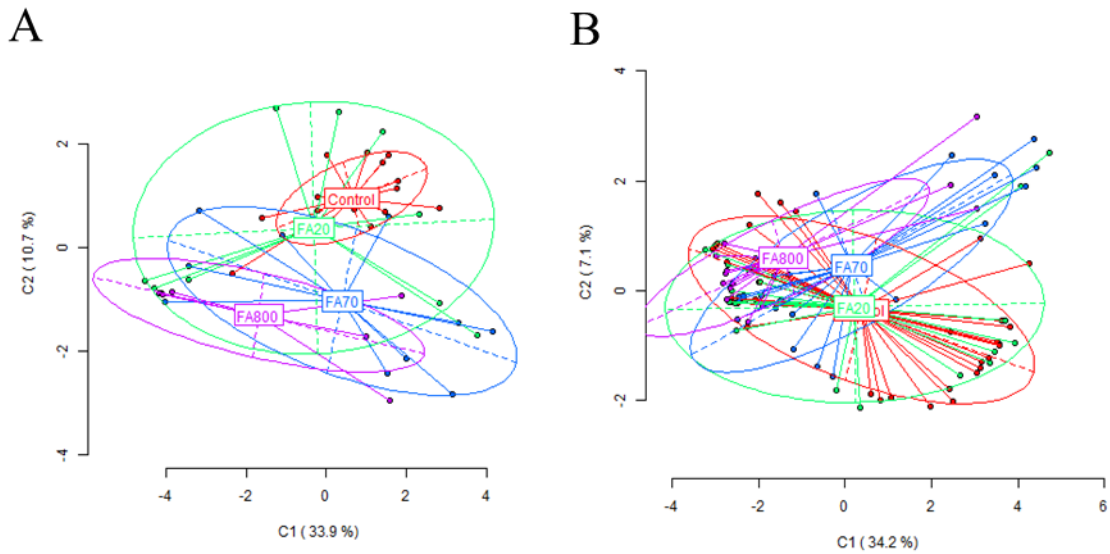 A
B
C2 ( 10.7 %)
2
0
-2
-4
Control
FA20
FA70
FA800
-4 -2 0 2 4
C1 ( 33.9 %)
C2 ( 7.1 %)
4
2
0
-2
FA800
FA70
FA20
-4 -2 0 2 4 6
C1 ( 34.2 %)